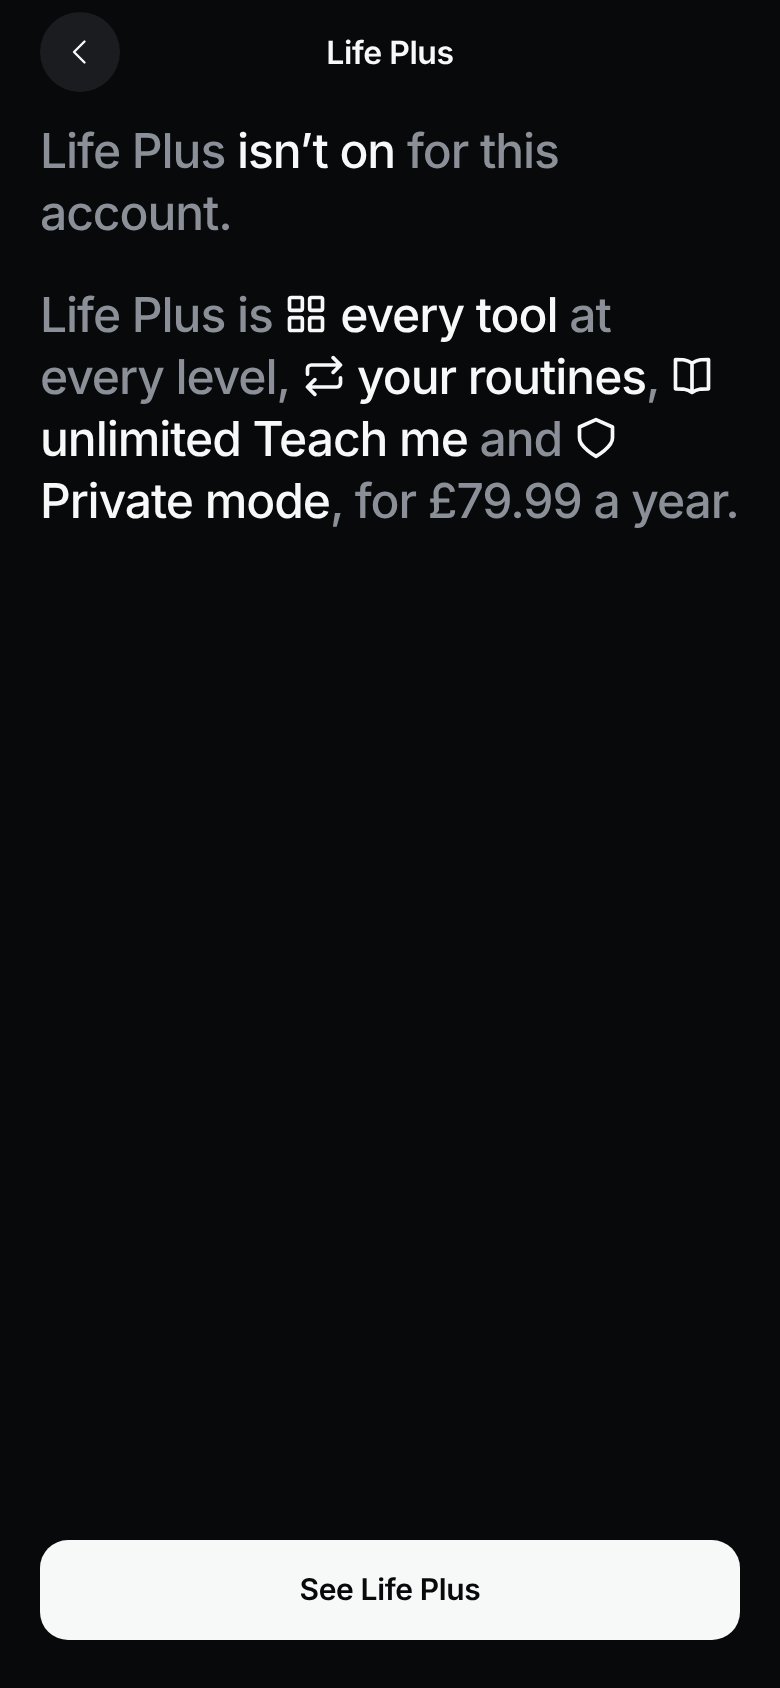 Life Plus
Life Plus isn’t on for this
account.
Life Plus is every tool at
every level, your routines,
unlimited Teach me and
Private mode, for £79.99 a year.
See Life Plus